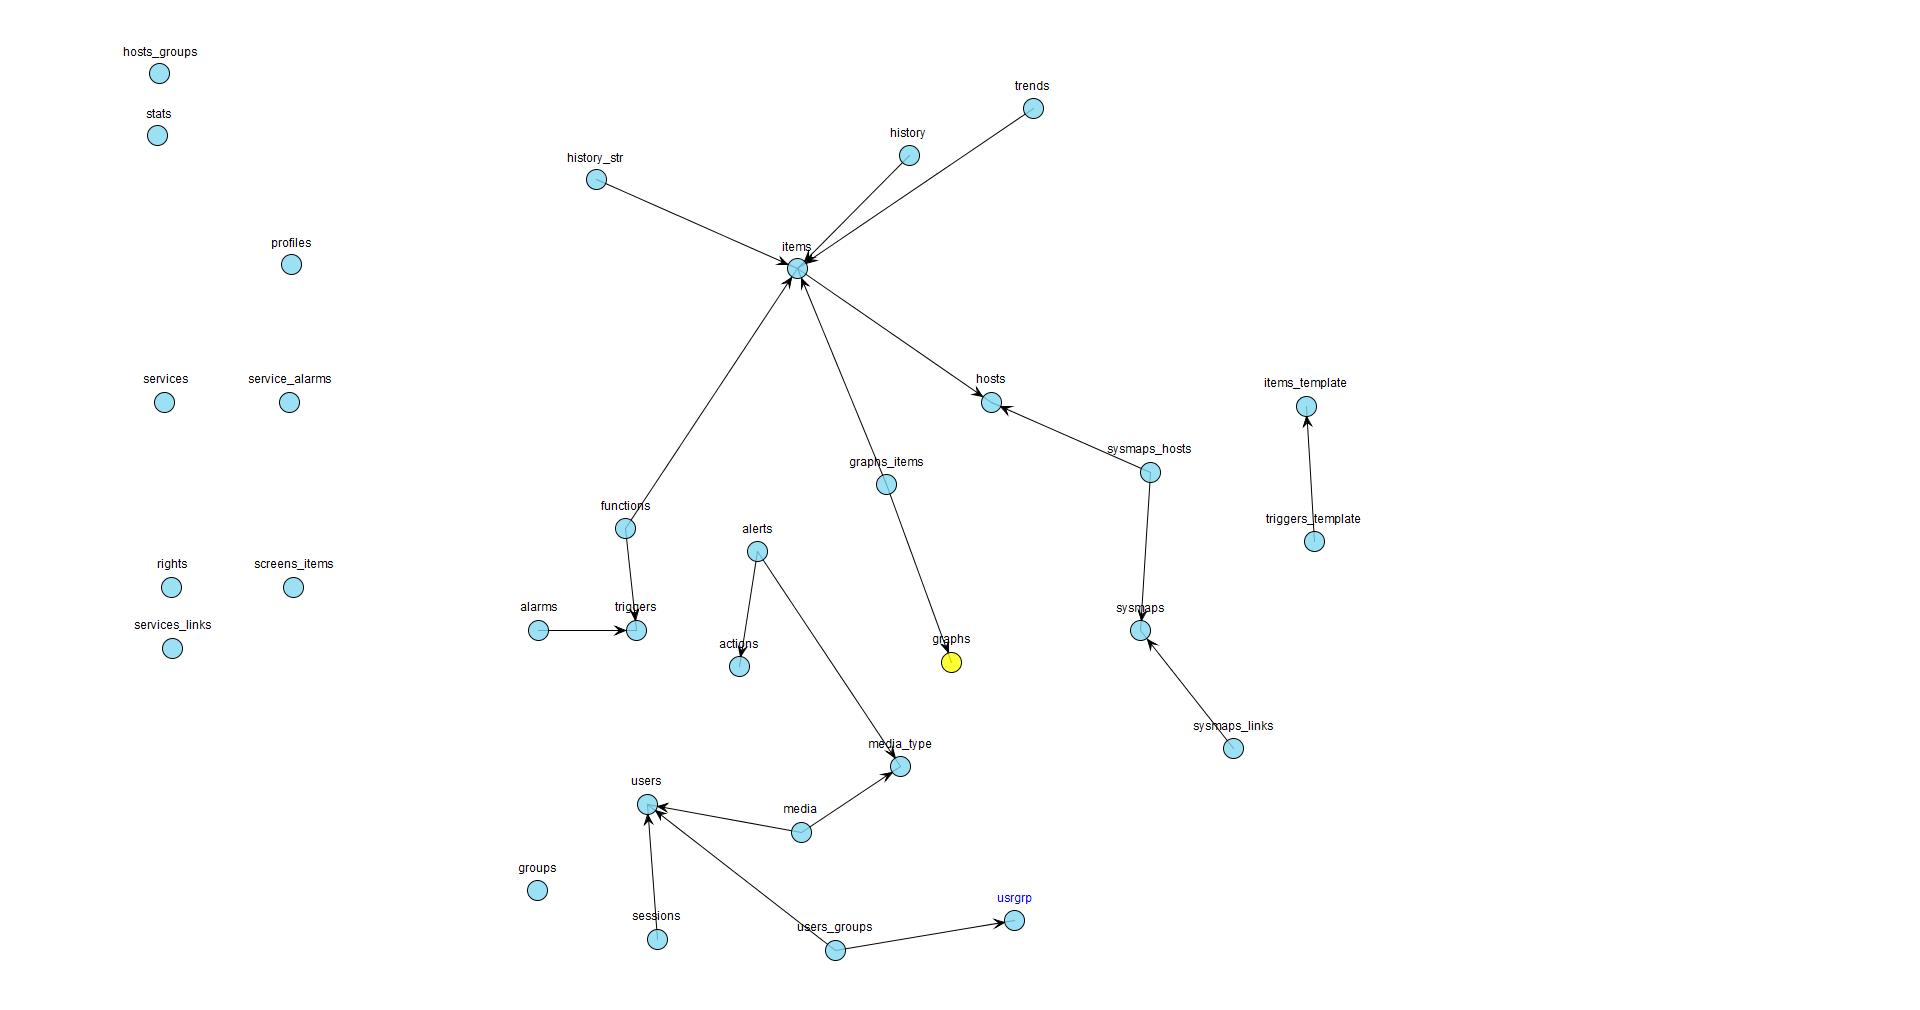 hosts_groups
stats
trends
history
history_str
profiles
items
services
service_alarms
hosts
items_template
sysmaps_hosts
graphs_items
functions
alerts
triggers_template
rights
screens_items
alarms
triggers
sysmaps
services_links
actions
graphs
sysmaps_links
media_type
users
media
groups
usrgrp
sessions
users_groups